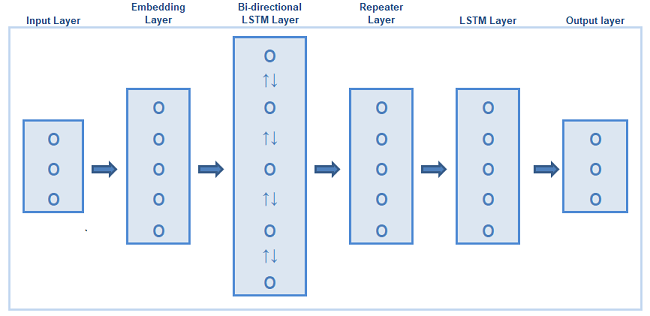 Input Layer
Embedding
Layer
Bi-directional
LSTM Layer
Repeater
Layer
LSTM Layer
Output layer